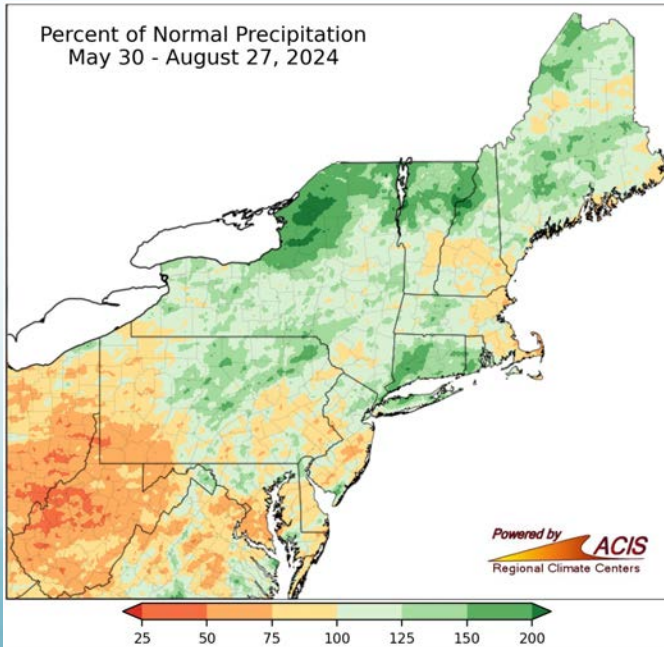 Percent of Normal Precipitation
May 30 - August 27, 2024
Powered by
ACIS
Regional Climate Centers
25 50 75 100 125 150 200